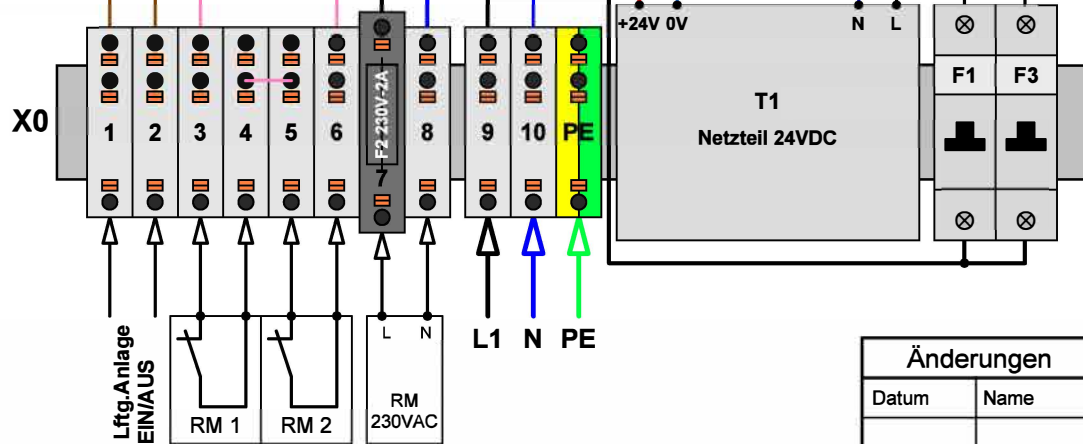 +24V 0V N L
X0
1 2 3 4 5 6 F2-230V-2A 7 8 9 10 PE
T1
Netzteil 24VDC
F1 F3
Lftg.Anlage
EIN/AUS
RM 1
RM 2
L N
RM
230VAC
L1 N PE
Änderungen
Datum Name